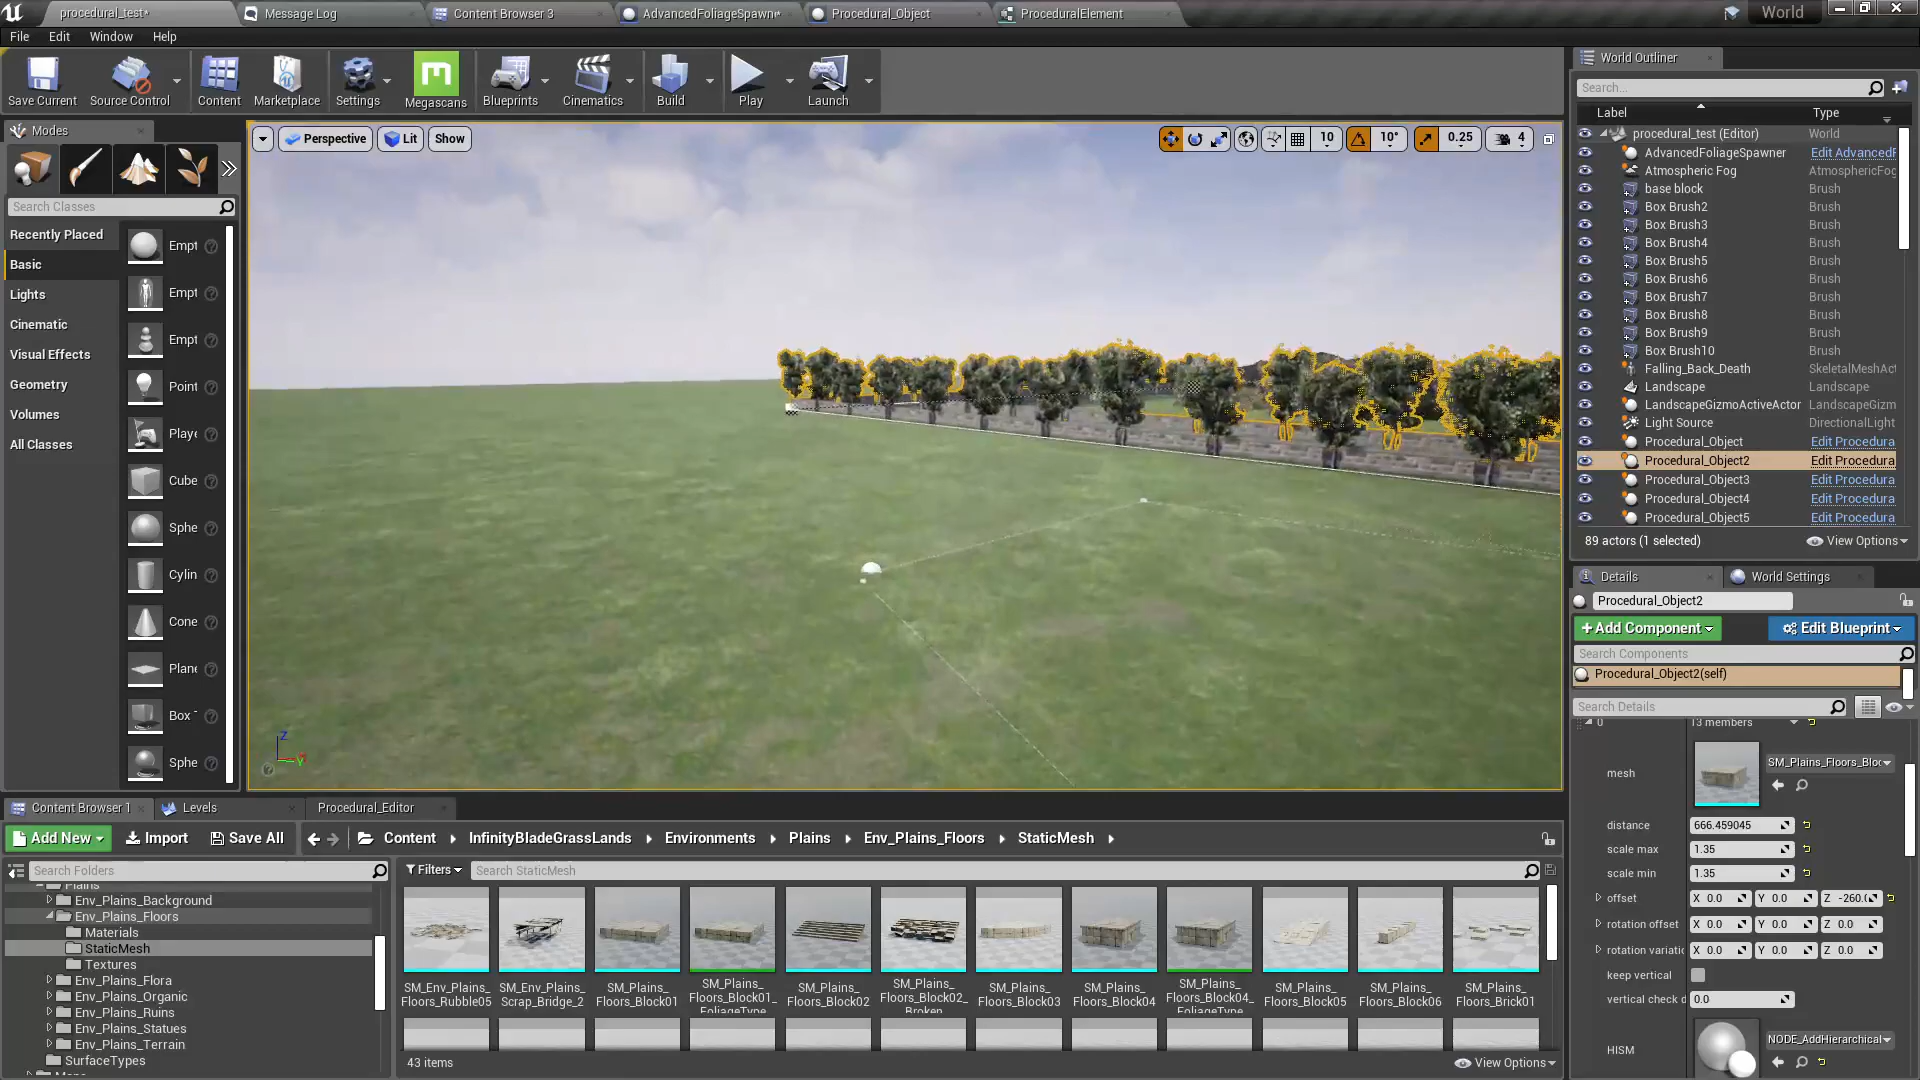 procedural_test*
Message Log
Content Browser 3
AdvancedFoliageSpawn*
Procedural_Object
ProceduralElement
World
File
Edit
Window
Help
Save Current
Source Control
Content
Marketplace
Settings
Megascans
Blueprints
Cinematics
Build
Play
Launch
Modes
Search Classes
Recently Placed
Basic
Lights
Cinematic
Visual Effects
Geometry
Volumes
All Classes
Empt
Empt
Empt
Point
Playe
Cube
Sphe
Cylin
Cone
Plane
Box
Sphe
Perspective
Lit
Show
10
10°
0.25
4
Z
Y
World Outliner
Search...
Label
Type
procedural_test (Editor)
World
AdvancedFoliageSpawner
Edit AdvancedF
Atmospheric Fog
AtmosphericFog
base block
Brush
Box Brush2
Brush
Box Brush3
Brush
Box Brush4
Brush
Box Brush5
Brush
Box Brush6
Brush
Box Brush7
Brush
Box Brush8
Brush
Box Brush9
Brush
Box Brush10
Brush
Falling_Back_Death
SkeletalMeshAct
Landscape
Landscape
LandscapeGizmoActiveActor
LandscapeGizm
Light Source
DirectionalLight
Procedural_Object
Edit Procedura
Procedural_Object2
Edit Procedura
Procedural_Object3
Edit Procedura
Procedural_Object4
Edit Procedura
Procedural_Object5
Edit Procedura
89 actors (1 selected)
View Options
Details
World Settings
Procedural_Object2
+Add Component
Edit Blueprint
Search Components
Procedural_Object2(self)
Search Details
0
13 members
mesh
SM_Plains_Floors_Bloc
distance
666.459045
scale max
1.35
scale min
1.35
offset
X 0.0
Y 0.0
Z -260.0
rotation offset
X 0.0
Y 0.0
Z 0.0
rotation variatio
X 0.0
Y 0.0
Z 0.0
keep vertical
vertical check d
0.0
HISM
NODE_AddHierarchical
Content Browser 1
Levels
Procedural_Editor
Add New
Import
Save All
Content
InfinityBladeGrassLands
Environments
Plains
Env_Plains_Floors
StaticMesh
Search Folders
Filters
Search StaticMesh
Plains
Env_Plains_Background
Env_Plains_Floors
Materials
StaticMesh
Textures
Env_Plains_Flora
Env_Plains_Organic
Env_Plains_Ruins
Env_Plains_Statues
Env_Plains_Terrain
SurfaceTypes
SM_Env_Plains_
Floors_Rubble05
SM_Env_Plains_
Scrap_Bridge_2
SM_Plains_
Floors_Block01
SM_Plains_
Floors_Block01_
FoliageType
SM_Plains_
Floors_Block02
SM_Plains_
Floors_Block02_
Broken
SM_Plains_
Floors_Block03
SM_Plains_
Floors_Block04
SM_Plains_
Floors_Block04_
FoliageType
SM_Plains_
Floors_Block05
SM_Plains_
Floors_Block06
SM_Plains_
Floors_Brick01
43 items
View Options